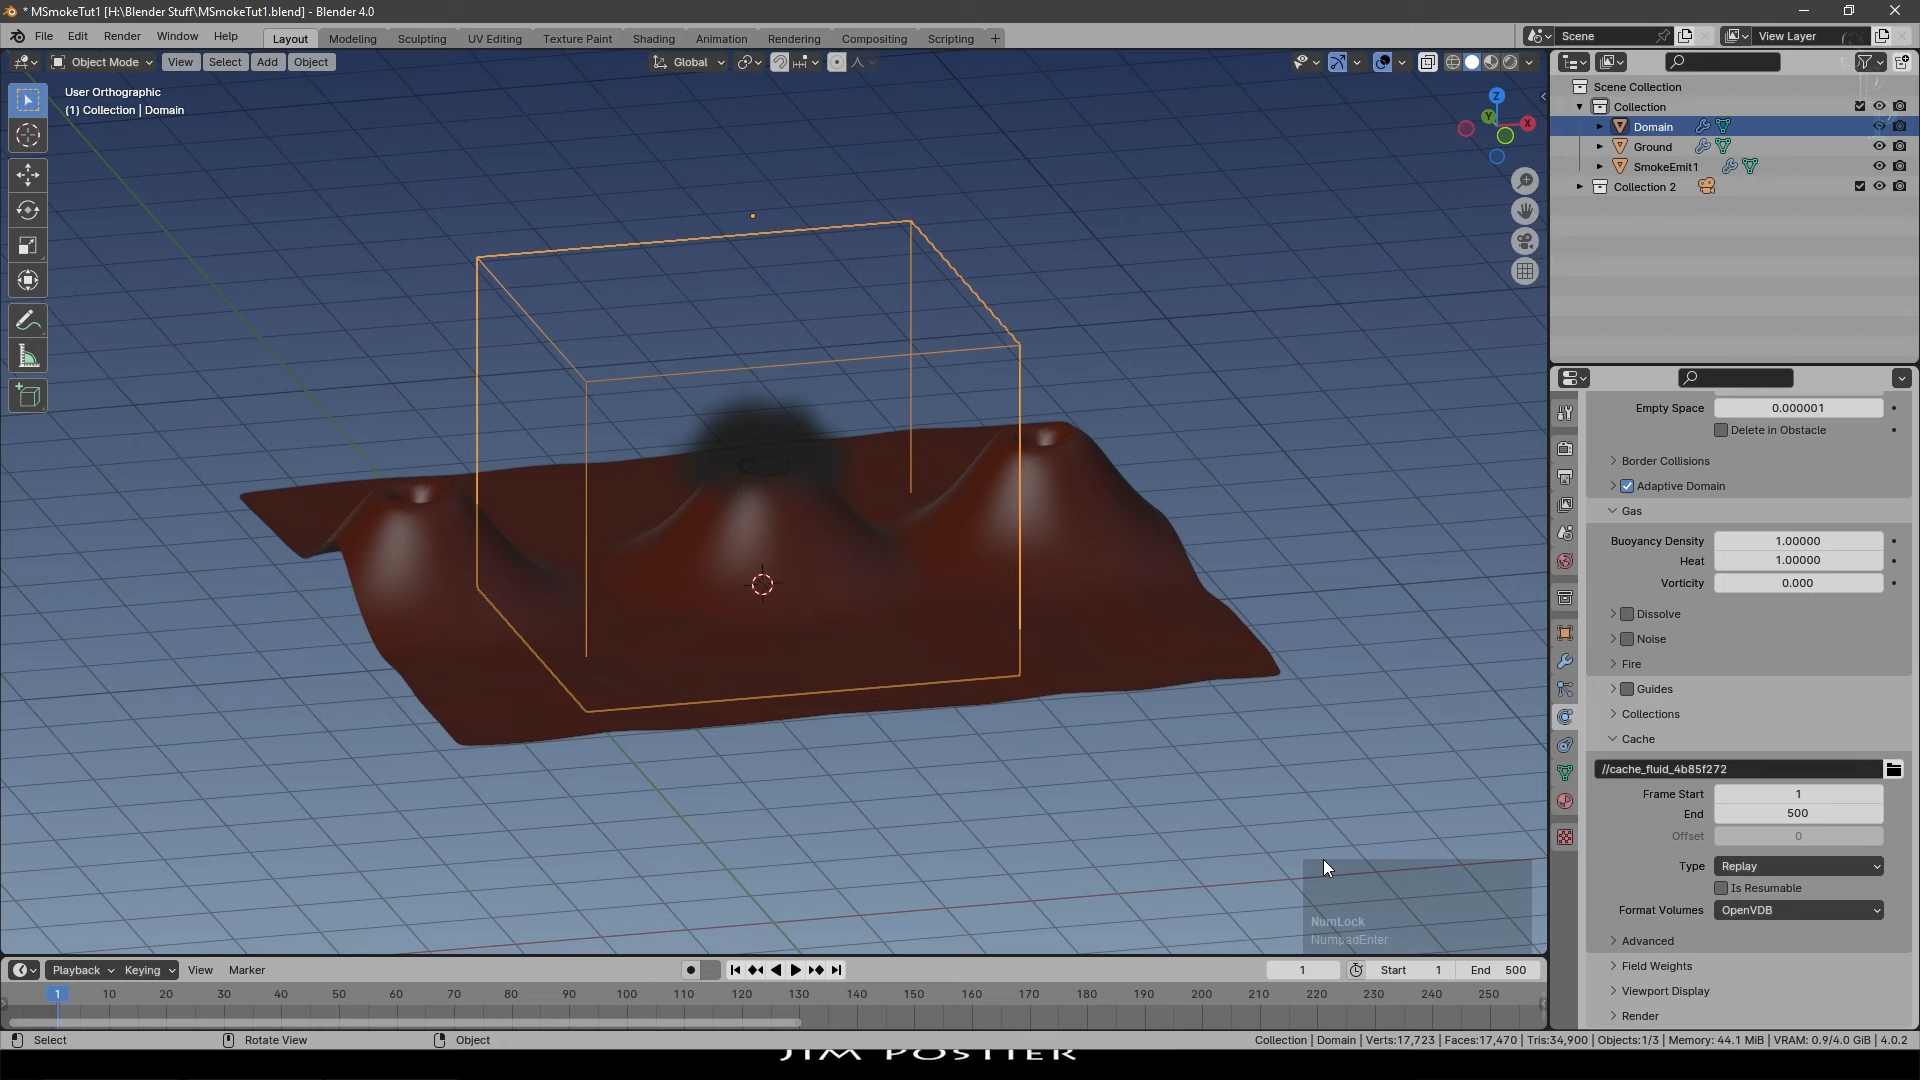 * MSmokeTut1 [H:\Blender Stuff\MSmokeTut1.blend] - Blender 4.0
File Edit Render Window Help Layout Modeling Sculpting UV Editing Texture Paint Shading Animation Rendering Compositing Scripting + Scene View Layer
Object Mode View Select Add Object Global
User Orthographic
(1) Collection | Domain
Z
Y
X
Scene Collection
Collection
Domain
Ground
SmokeEmit1
Collection 2
Empty Space 0.000001
Delete in Obstacle
Border Collisions
Adaptive Domain
Gas
Buoyancy Density 1.00000
Heat 1.00000
Vorticity 0.000
Dissolve
Noise
Fire
Guides
Collections
Cache
//cache_fluid_4b85f272
Frame Start 1
End 500
Offset 0
Type Replay
Is Resumable
Format Volumes OpenVDB
Advanced
Field Weights
Viewport Display
Render
NumLock
NumpadEnter
Playback Keying View Marker 1 Start 1 End 500
1 10 20 30 40 50 60 70 80 90 100 110 120 130 140 150 160 170 180 190 200 210 220 230 240 250
Select Rotate View Object Collection | Domain | Verts:17,723 | Faces:17,470 | Tris:34,900 | Objects:1/3 | Memory: 44.1 MiB | VRAM: 0.9/4.0 GiB | 4.0.2